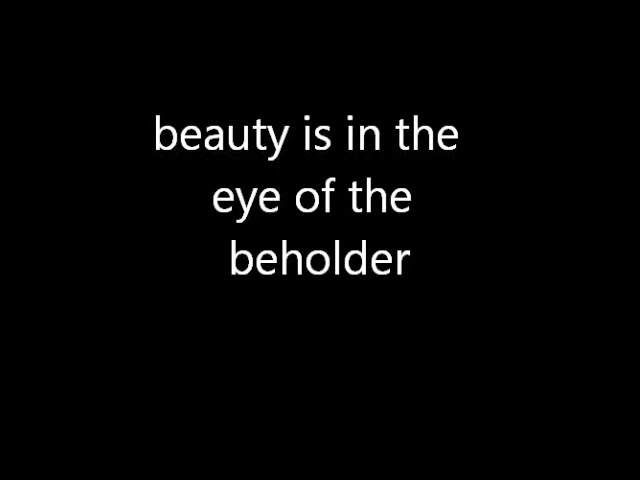 beauty is in the
eye of the
beholder